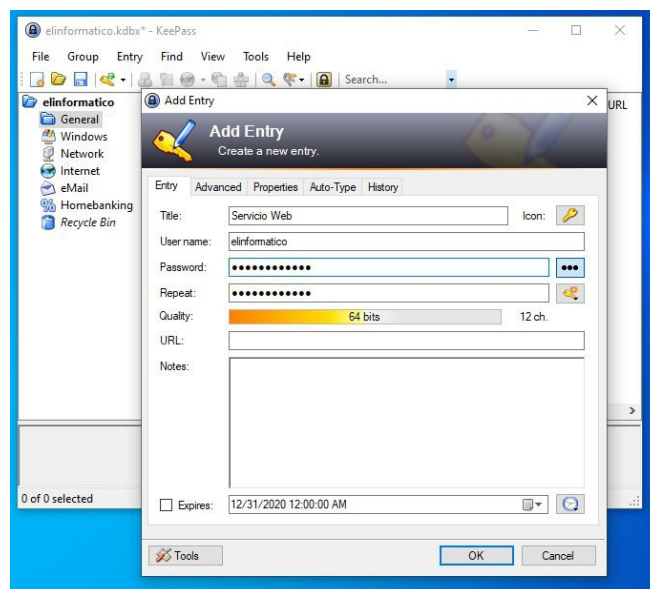 elinformatico.kdbx* - KeePass
File Group Entry Find View Tools Help
Search...
elinformatico
General
Windows
Network
Internet
eMail
Homebanking
Recycle Bin
URL
Add Entry
Add Entry
Create a new entry.
Entry Advanced Properties Auto-Type History
Title: Servicio Web Icon:
User name: elinformatico
Password: ●●●●●●●●●●●●
Repeat: ●●●●●●●●●●●●
Quality: 64 bits 12 ch.
URL:
Notes:
Expires: 12/31/2020 12:00:00 AM
Tools OK Cancel
0 of 0 selected